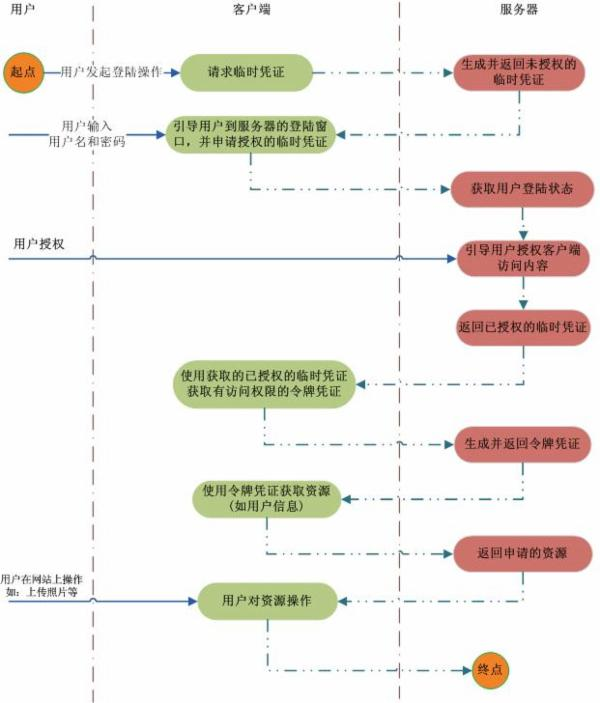 用户
客户端
服务器
起点
用户发起登陆操作
请求临时凭证
生成并返回未授权的
临时凭证
用户输入
用户名和密码
引导用户到服务器的登陆窗
口，并申请授权的临时凭证
获取用户登陆状态
用户授权
引导用户授权客户端
访问内容
返回已授权的临时凭证
使用获取的已授权的临时凭证
获取有访问权限的令牌凭证
生成并返回令牌凭证
使用令牌凭证获取资源
(如用户信息)
返回申请的资源
用户在网站上操作
如：上传照片等
用户对资源操作
终点